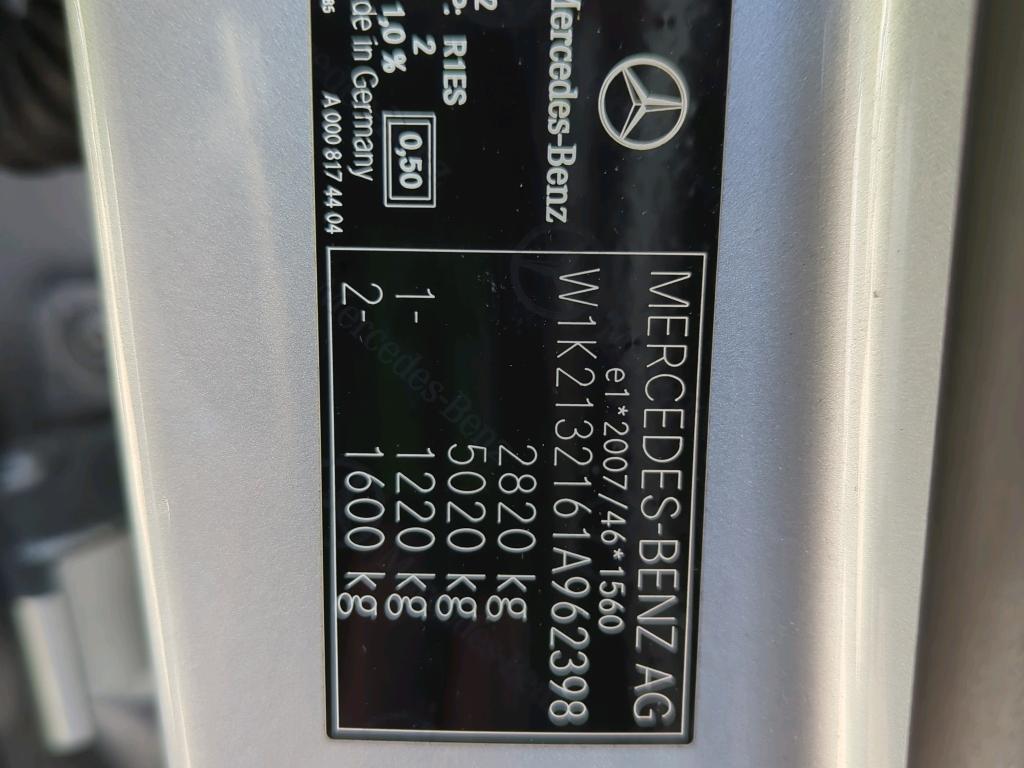 Mercedes-Benz
R1ES
2
1,0 %
0,50
de in Germany
A 000 817 44 04
MERCEDES-BENZ AG
e1*2007/46*1560
W1K2132161A962398
2820 kg
5020 kg
1- 1220 kg
2- 1600 kg